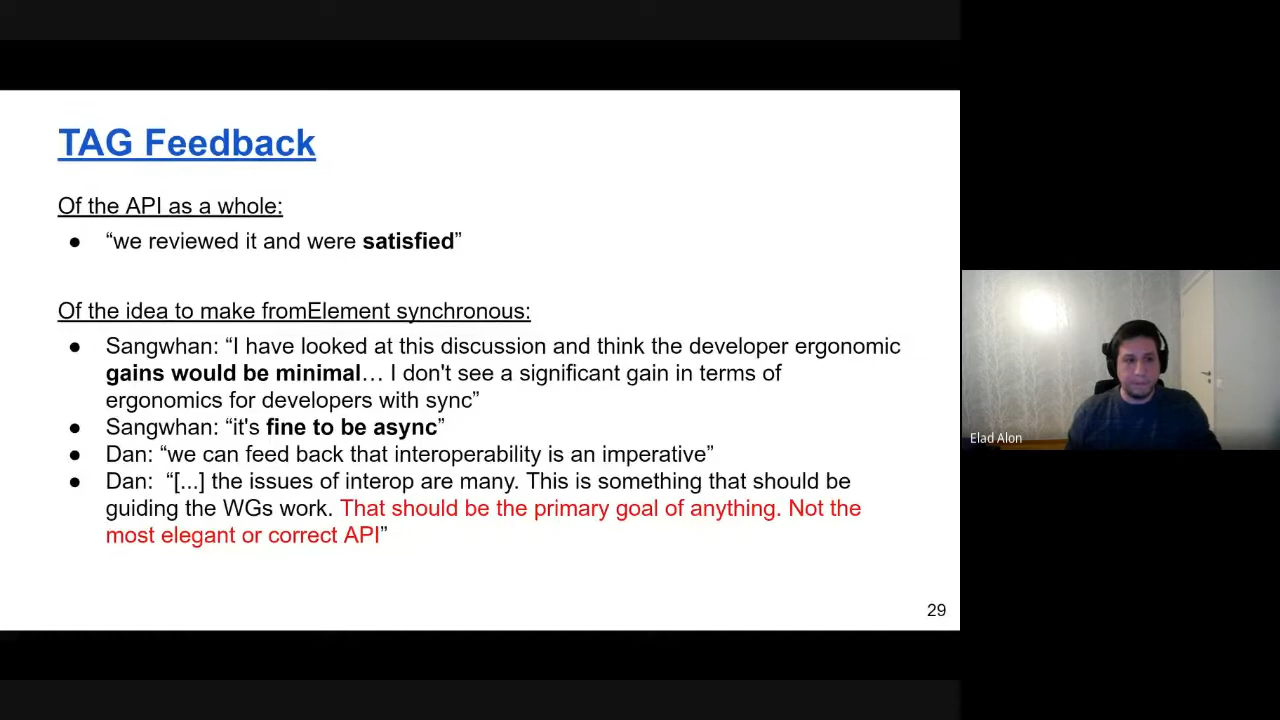 TAG Feedback
Of the API as a whole:
● “we reviewed it and were satisfied”
Of the idea to make fromElement synchronous:
● Sangwhan: “I have looked at this discussion and think the developer ergonomic
gains would be minimal… I don't see a significant gain in terms of
ergonomics for developers with sync”
● Sangwhan: “it's fine to be async”
● Dan: “we can feed back that interoperability is an imperative”
● Dan: “[...] the issues of interop are many. This is something that should be
guiding the WGs work. That should be the primary goal of anything. Not the
most elegant or correct API”
29
Elad Alon